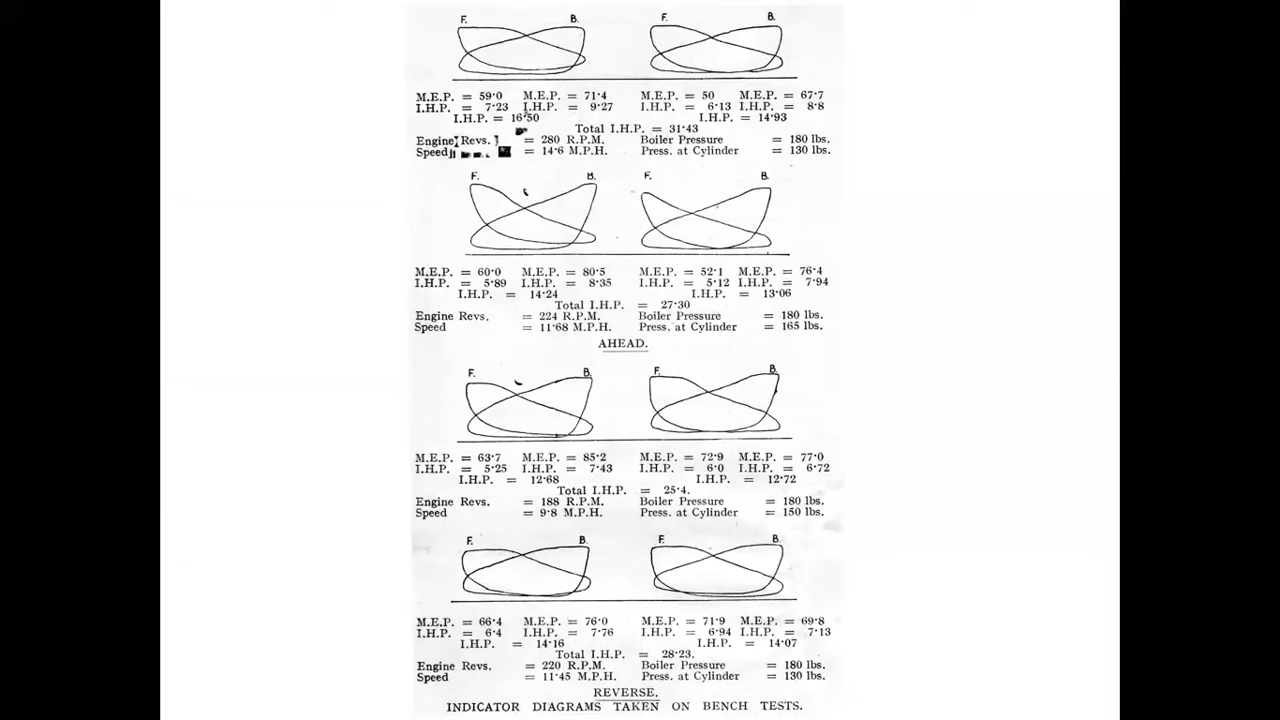 F. B. F. B.
M.E.P. = 59·0 M.E.P. = 71·4 M.E.P. = 50 M.E.P. = 67·7
I.H.P. = 7·23 I.H.P. = 9·27 I.H.P. = 6·13 I.H.P. = 8·8
I.H.P. = 16·50 I.H.P. = 14·93
Total I.H.P. = 31·43
Engine Revs. = 280 R.P.M. Boiler Pressure = 180 lbs.
Speed = 14·6 M.P.H. Press. at Cylinder = 130 lbs.
F. B. F. B.
M.E.P. = 60·0 M.E.P. = 80·5 M.E.P. = 52·1 M.E.P. = 76·4
I.H.P. = 5·89 I.H.P. = 8·35 I.H.P. = 5·12 I.H.P. = 7·94
I.H.P. = 14·24 I.H.P. = 13·06
Total I.H.P. = 27·30
Engine Revs. = 224 R.P.M. Boiler Pressure = 180 lbs.
Speed = 11·68 M.P.H. Press. at Cylinder = 165 lbs.
AHEAD.
F. B. F. B.
M.E.P. = 63·7 M.E.P. = 85·2 M.E.P. = 72·9 M.E.P. = 77·0
I.H.P. = 5·25 I.H.P. = 7·43 I.H.P. = 6·0 I.H.P. = 6·72
I.H.P. = 12·68 I.H.P. = 12·72
Total I.H.P. = 25·4.
Engine Revs. = 188 R.P.M. Boiler Pressure = 180 lbs.
Speed = 9·8 M.P.H. Press. at Cylinder = 150 lbs.
F. B. F. B.
M.E.P. = 66·4 M.E.P. = 76·0 M.E.P. = 71·9 M.E.P. = 69·8
I.H.P. = 6·4 I.H.P. = 7·76 I.H.P. = 6·94 I.H.P. = 7·13
I.H.P. = 14·16 I.H.P. = 14·07
Total I.H.P. = 28·23.
Engine Revs. = 220 R.P.M. Boiler Pressure = 180 lbs.
Speed = 11·45 M.P.H. Press. at Cylinder = 130 lbs.
REVERSE.
INDICATOR DIAGRAMS TAKEN ON BENCH TESTS.